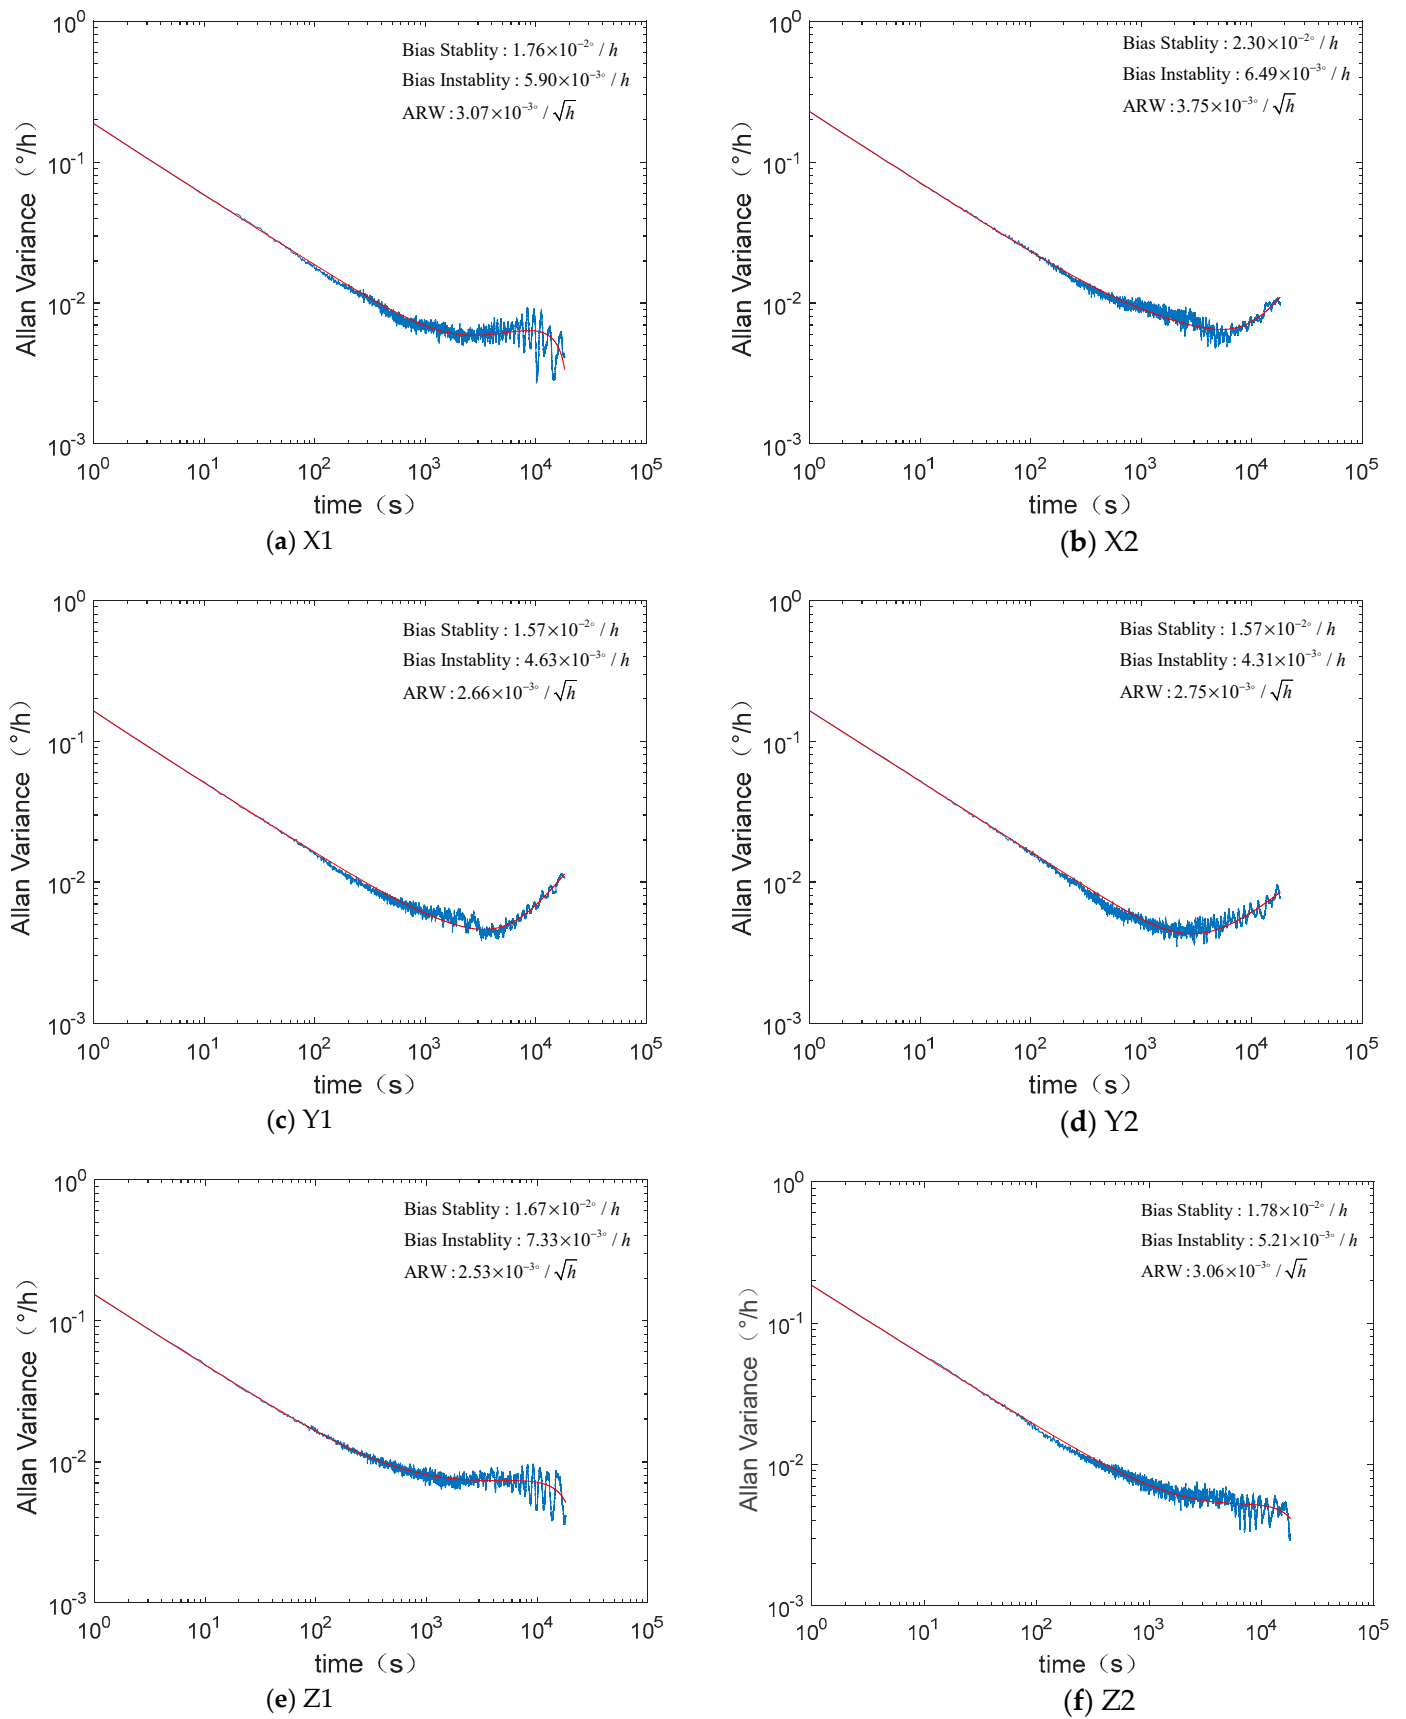 Bias Stablity : 1.76×10⁻²° / h
Bias Instablity : 5.90×10⁻³° / h
ARW : 3.07×10⁻³° / √h
Allan Variance（°/h）
10⁰
10⁻¹
10⁻²
10⁻³
10⁰ 10¹ 10² 10³ 10⁴ 10⁵
time（s）
(a) X1
Bias Stablity : 2.30×10⁻²° / h
Bias Instablity : 6.49×10⁻³° / h
ARW : 3.75×10⁻³° / √h
Allan Variance（°/h）
10⁰
10⁻¹
10⁻²
10⁻³
10⁰ 10¹ 10² 10³ 10⁴ 10⁵
time（s）
(b) X2
Bias Stablity : 1.57×10⁻²° / h
Bias Instablity : 4.63×10⁻³° / h
ARW : 2.66×10⁻³° / √h
Allan Variance（°/h）
10⁰
10⁻¹
10⁻²
10⁻³
10⁰ 10¹ 10² 10³ 10⁴ 10⁵
time（s）
(c) Y1
Bias Stablity : 1.57×10⁻²° / h
Bias Instablity : 4.31×10⁻³° / h
ARW : 2.75×10⁻³° / √h
Allan Variance（°/h）
10⁰
10⁻¹
10⁻²
10⁻³
10⁰ 10¹ 10² 10³ 10⁴ 10⁵
time（s）
(d) Y2
Bias Stablity : 1.67×10⁻²° / h
Bias Instablity : 7.33×10⁻³° / h
ARW : 2.53×10⁻³° / √h
Allan Variance（°/h）
10⁰
10⁻¹
10⁻²
10⁻³
10⁰ 10¹ 10² 10³ 10⁴ 10⁵
time（s）
(e) Z1
Bias Stablity : 1.78×10⁻²° / h
Bias Instablity : 5.21×10⁻³° / h
ARW : 3.06×10⁻³° / √h
Allan Variance（°/h）
10⁰
10⁻¹
10⁻²
10⁻³
10⁰ 10¹ 10² 10³ 10⁴ 10⁵
time（s）
(f) Z2